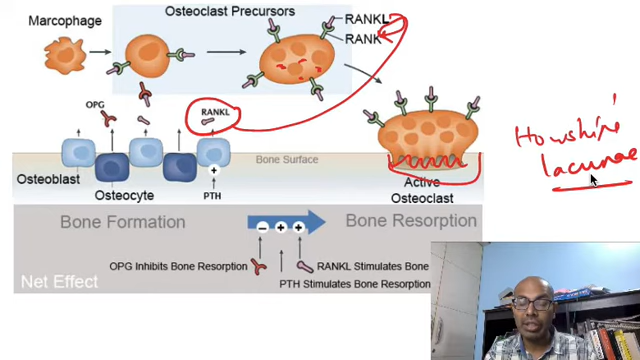 Osteoclast Precursors
Marcophage
RANKL
RANK
OPG
RANKL
Osteoblast
Osteocyte
PTH
Bone Surface
Active
Osteoclast
Howship's
lacunae
Bone Formation
Bone Resorption
OPG Inhibits Bone Resorption
RANKL Stimulates Bone
PTH Stimulates Bone Resorption
Net Effect